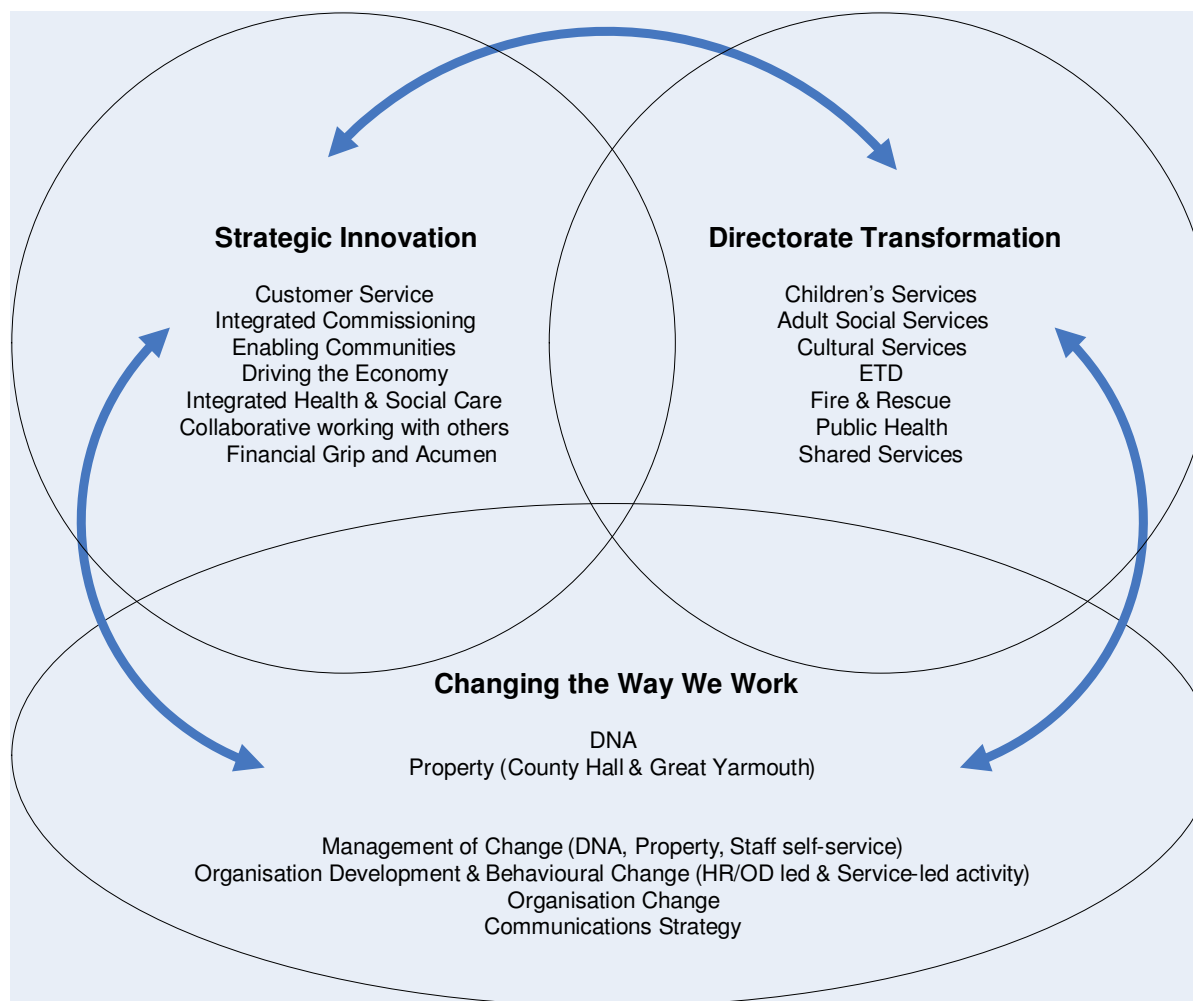 Strategic Innovation
Customer Service
Integrated Commissioning
Enabling Communities
Driving the Economy
Integrated Health & Social Care
Collaborative working with others
Financial Grip and Acumen
Directorate Transformation
Children’s Services
Adult Social Services
Cultural Services
ETD
Fire & Rescue
Public Health
Shared Services
Changing the Way We Work
DNA
Property (County Hall & Great Yarmouth)
Management of Change (DNA, Property, Staff self-service)
Organisation Development & Behavioural Change (HR/OD led & Service-led activity)
Organisation Change
Communications Strategy